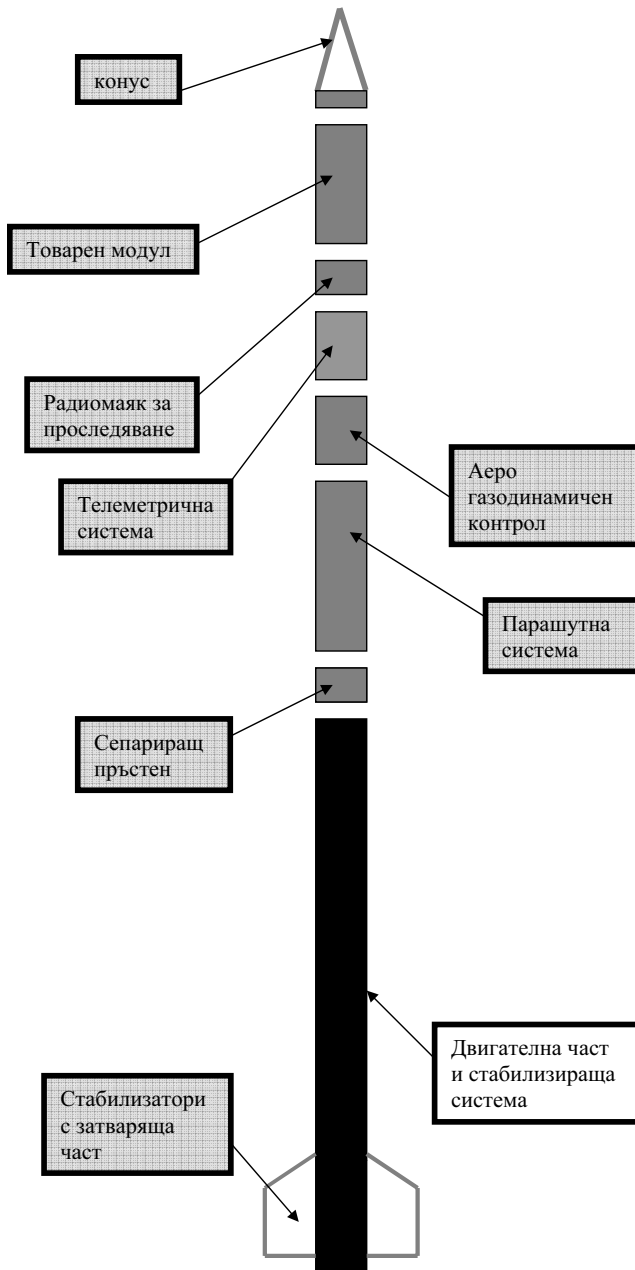 конус
Товарен модул
Радиомаяк за
проследяване
Телеметрична
система
Аеро
газодинамичен
контрол
Парашутна
система
Сепариращ
пръстен
Двигателна част
и стабилизираща
система
Стабилизатори
с затваряща
част